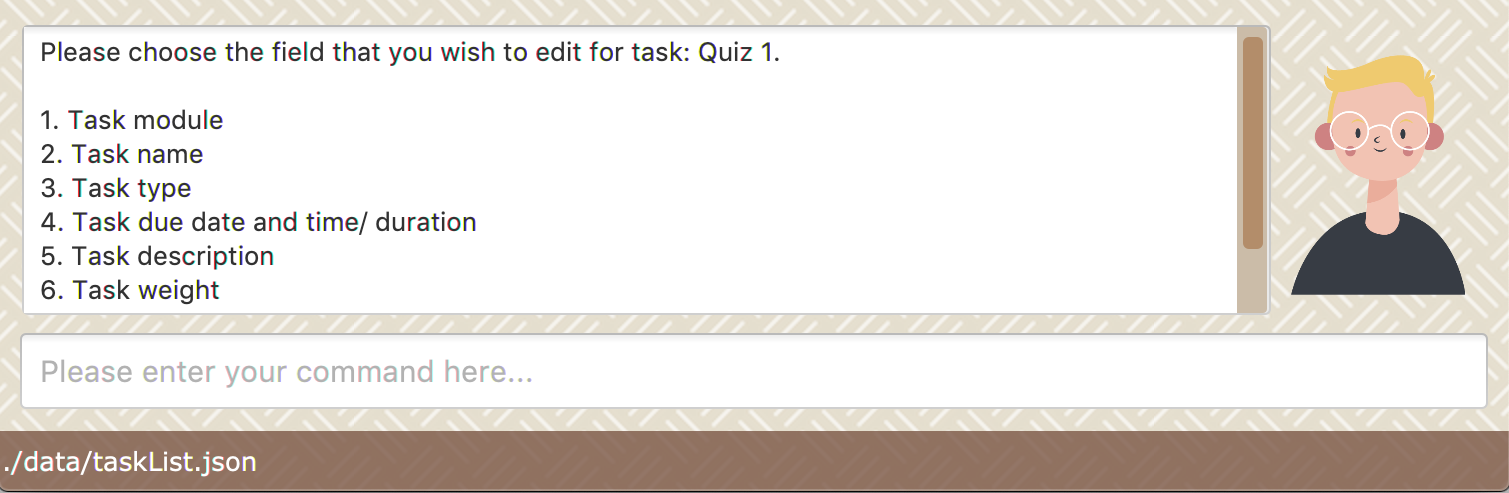 Please choose the field that you wish to edit for task: Quiz 1.
1. Task module
2. Task name
3. Task type
4. Task due date and time/ duration
5. Task description
6. Task weight
Please enter your command here...
./data/taskList.json